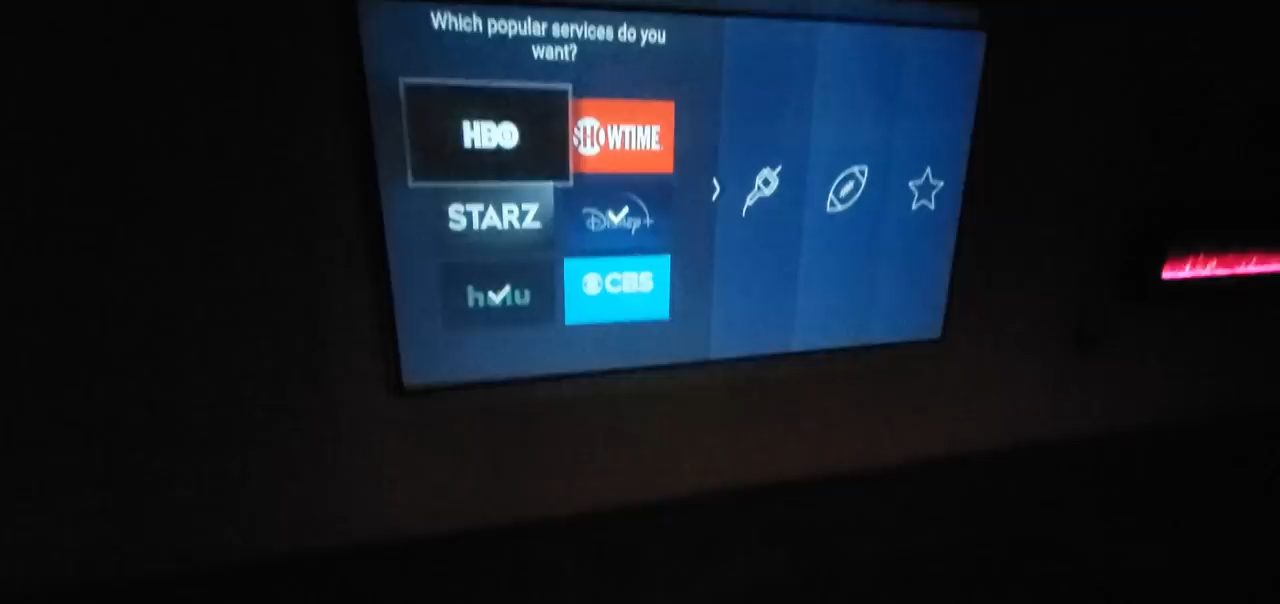 Which popular services do you
want?
HBO
SHOWTIME
STARZ
Disney+
hulu
CBS